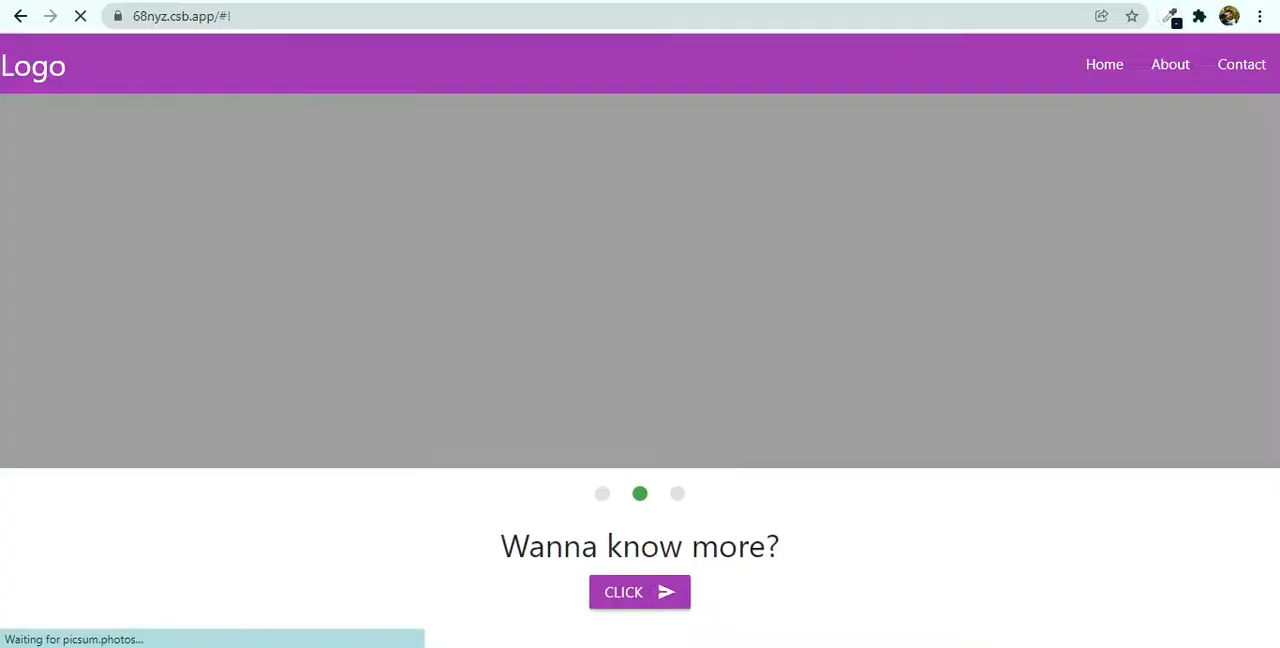 68nyz.csb.app/#!
Logo
Home About Contact
Wanna know more?
CLICK
Waiting for picsum.photos...